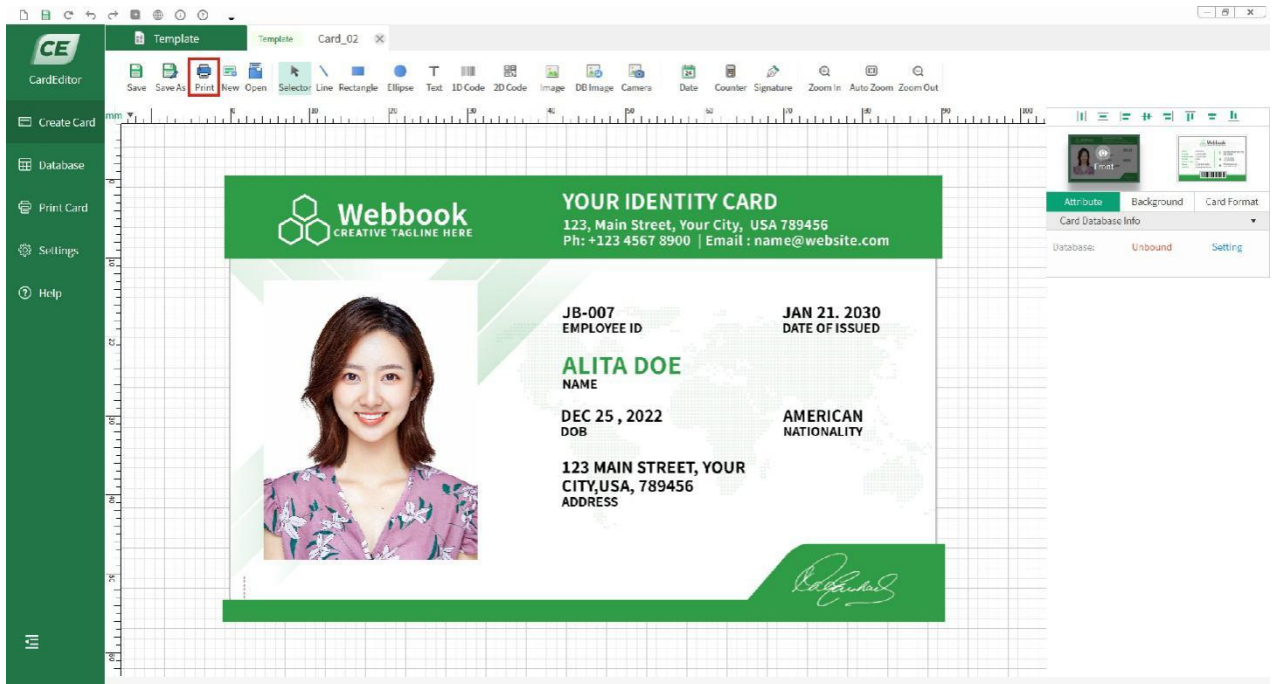 Template
Template Card_02
CE
CardEditor
Save Save As Print New Open Selector Line Rectangle Ellipse Text 1D Code 2D Code Image DB Image Camera Date Counter Signature Zoom In Auto Zoom Zoom Out
mm
Create Card
Database
Print Card
Settings
Help
Front
Webbook
Attribute Background Card Format
Card Database Info
Database: Unbound Setting
Webbook
CREATIVE TAGLINE HERE
YOUR IDENTITY CARD
123, Main Street, Your City, USA 789456
Ph: +123 4567 8900 | Email : name@website.com
JB-007
EMPLOYEE ID
JAN 21. 2030
DATE OF ISSUED
ALITA DOE
NAME
DEC 25 , 2022
DOB
AMERICAN
NATIONALITY
123 MAIN STREET, YOUR
CITY,USA, 789456
ADDRESS